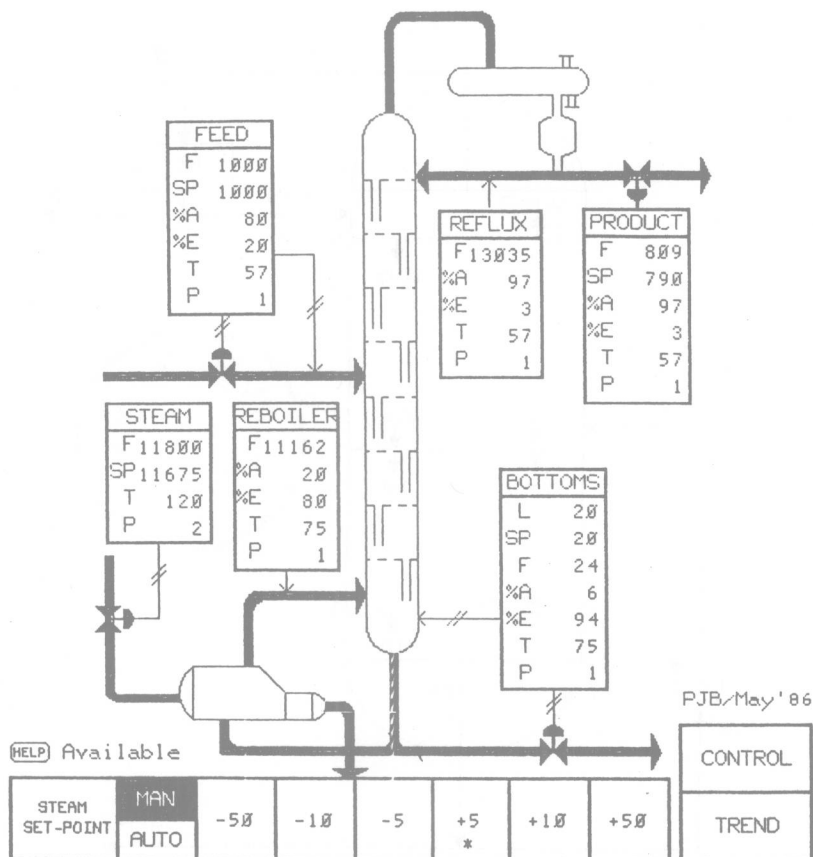 FEED
F 1000
SP 1000
%A 80
%E 20
T 57
P 1
REFLUX
F 13035
%A 97
%E 3
T 57
P 1
PRODUCT
F 809
SP 790
%A 97
%E 3
T 57
P 1
STEAM
F 11800
SP 11675
T 120
P 2
REBOILER
F 11162
%A 20
%E 80
T 75
P 1
BOTTOMS
L 20
SP 20
F 24
%A 6
%E 94
T 75
P 1
PJB/May'86
HELP Available
STEAM
SET-POINT
MAN
AUTO
-50
-10
-5
+5
*
+10
+50
CONTROL
TREND